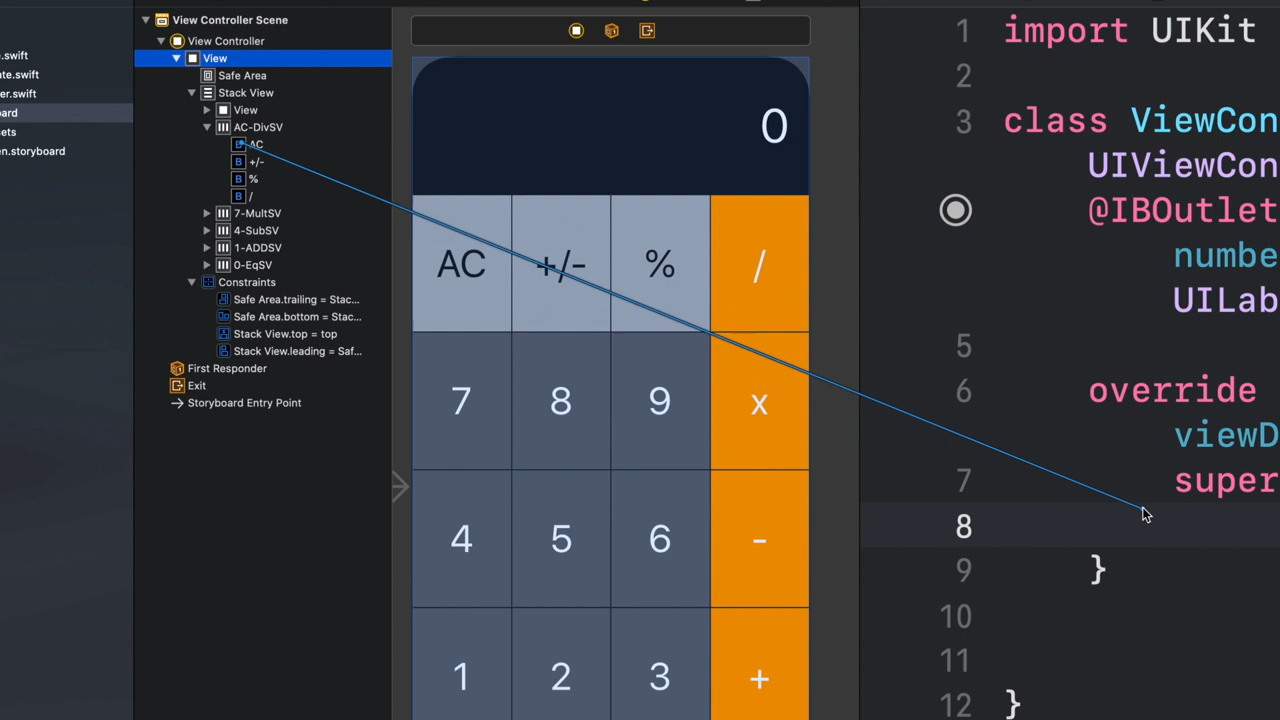 .swift
ate.swift
er.swift
ard
sets
en.storyboard
View Controller Scene
View Controller
View
Safe Area
Stack View
View
AC-DivSV
AC
+/-
%
/
7-MultSV
4-SubSV
1-ADDSV
0-EqSV
Constraints
Safe Area.trailing = Stac...
Safe Area.bottom = Stac...
Stack View.top = top
Stack View.leading = Saf...
First Responder
Exit
Storyboard Entry Point
0
AC +/- % /
7 8 9 x
4 5 6 -
1 2 3 +
1 import UIKit
2
3 class ViewCon
UIViewCon
@IBOutlet
numbe
UILab
5
6 override
viewD
7 super
8
9 }
10
11
12 }